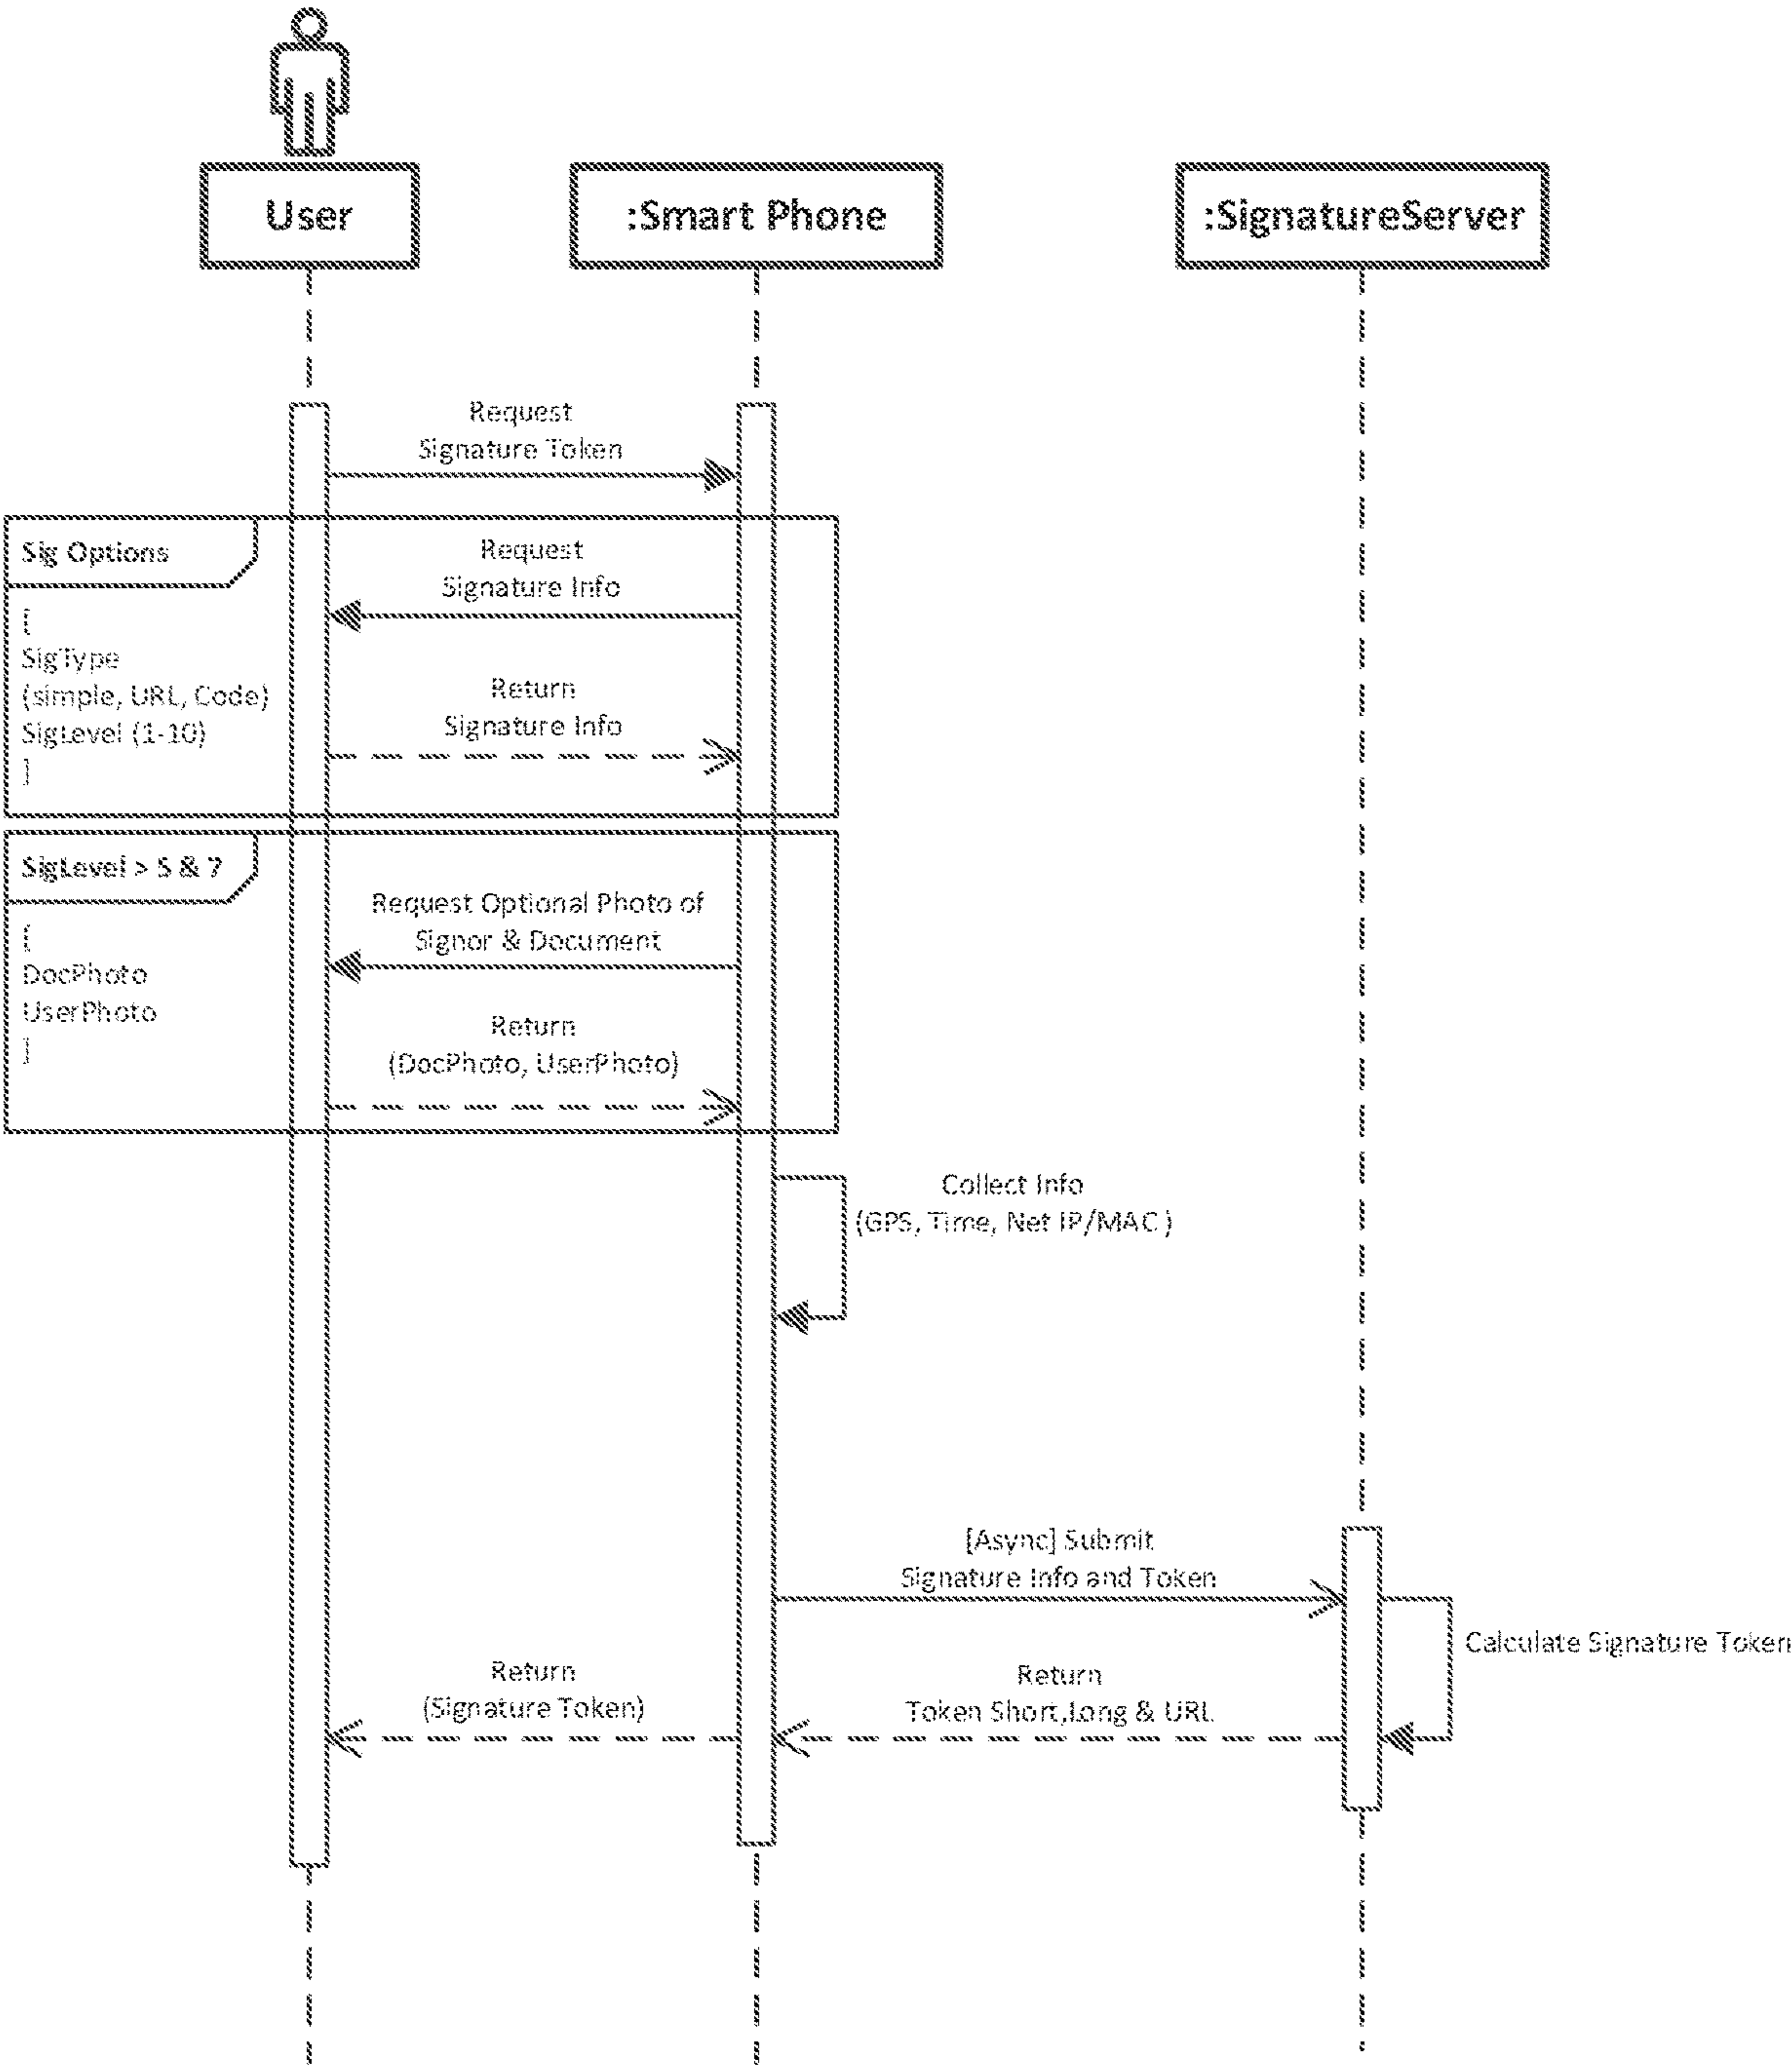 User
:Smart Phone
:SignatureServer
Request
Signature Token
Sig Options
[
SigType
(simple, URL, Code)
SigLevel (1-10)
]
Request
Signature Info
Return
Signature Info
SigLevel > 5 & 7
[
DocPhoto
UserPhoto
]
Request Optional Photo of
Signor & Document
Return
(DocPhoto, UserPhoto)
Collect Info
(GPS, Time, Net IP/MAC )
[Async] Submit
Signature Info and Token
Calculate Signature Token
Return
(Signature Token)
Return
Token Short,Long & URL